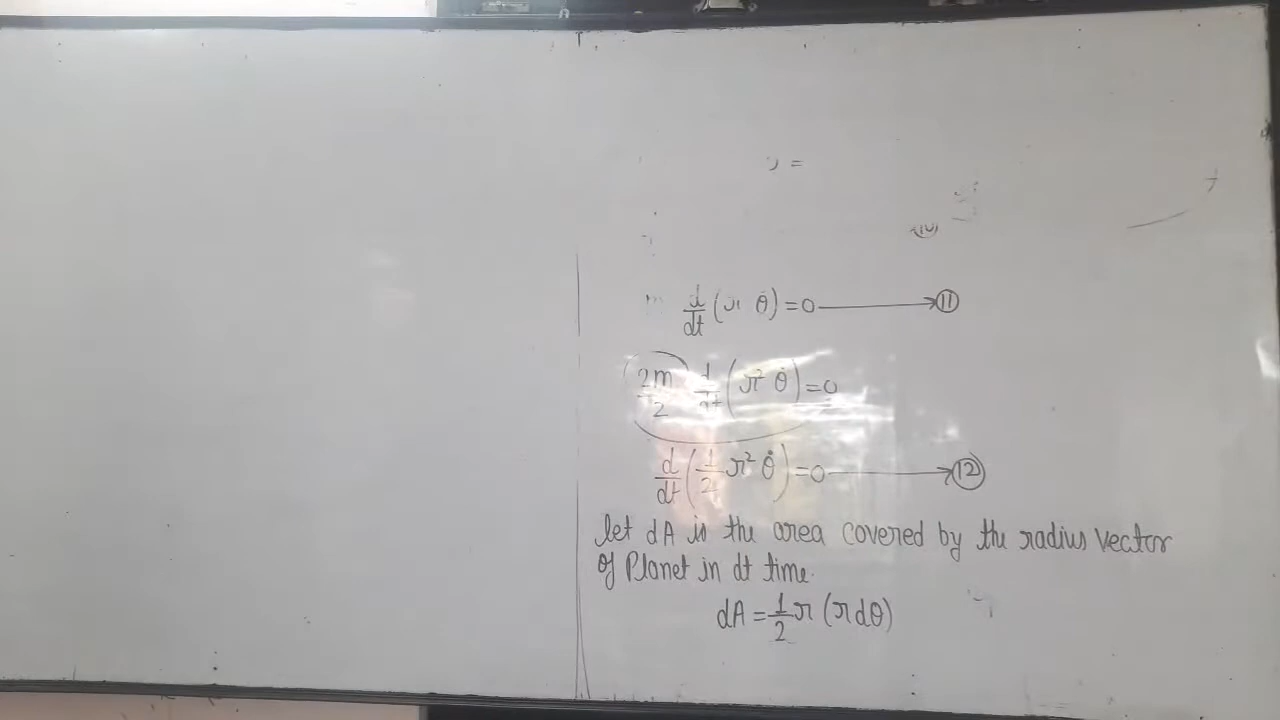 =
d/dt (r θ̇) = 0 → ⑪
2m/2 d/dt (r² θ̇) = 0
d/dt (1/2 r² θ̇) = 0 → ⑫
let dA is the area covered by the radius vector
of Planet in dt time.
dA = 1/2 r (r dθ)